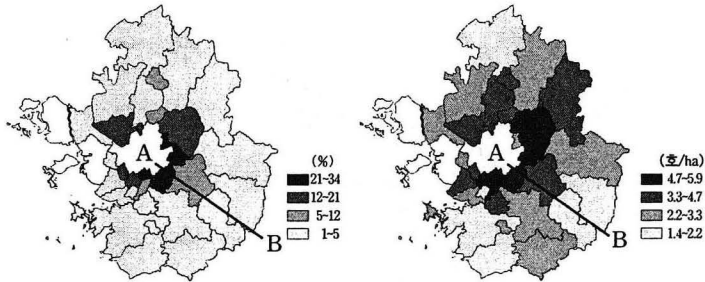 A
B
(%)
21~34
12~21
5~12
1~5
A
B
(호/ha)
4.7~5.9
3.3~4.7
2.2~3.3
1.4~2.2